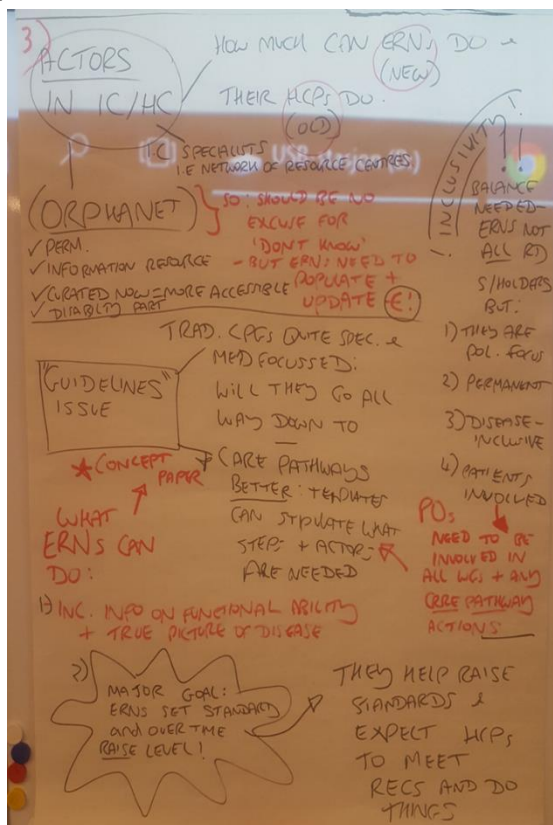 3)
ACTORS
IN IC/HC
HOW MUCH CAN ERNs DO &
(NEW)
THEIR HCPs DO.
(OLD)
IC SPECIALISTS
I.E NETWORK OF RESOURCE CENTRES
(ORPHANET)
✓ PERM.
✓ INFORMATION RESOURCE
✓ CURATED NOW = MORE ACCESSIBLE
✓ DISABILITY PART
SO: SHOULD BE NO
EXCUSE FOR
'DON'T KNOW'
- BUT ERNs NEED TO
POPULATE +
UPDATE €!
INCLUSIVITY!
!!
BALANCE
NEEDED-
ERNs NOT
ALL RD
S/HOLDERS
BUT:
1) THEY ARE
POL. FOCUS
2) PERMANENT
3) DISEASE-
INCLUSIVE
4) PATIENTS
INVOLVED
POs
NEED TO BE
INVOLVED IN
ALL WGs + ANY
CARE PATHWAY
ACTIONS
"GUIDELINES"
ISSUE
TRAD. CPGs QUITE SPEC. &
MED FOCUSSED:
WILL THEY GO ALL
WAY DOWN TO
CARE PATHWAYS
BETTER: TEMPLATES
CAN STIPULATE WHAT
STEPS + ACTORS
ARE NEEDED
* CONCEPT
PAPER
WHAT
ERNs CAN
DO:
1) INC. INFO ON FUNCTIONAL ABILITY
+ TRUE PICTURE OF DISEASE
2)
MAJOR GOAL:
ERNs SET STANDARD
and OVER TIME
RAISE LEVEL!
THEY HELP RAISE
STANDARDS &
EXPECT HCPs
TO MEET
RECS AND DO
THINGS